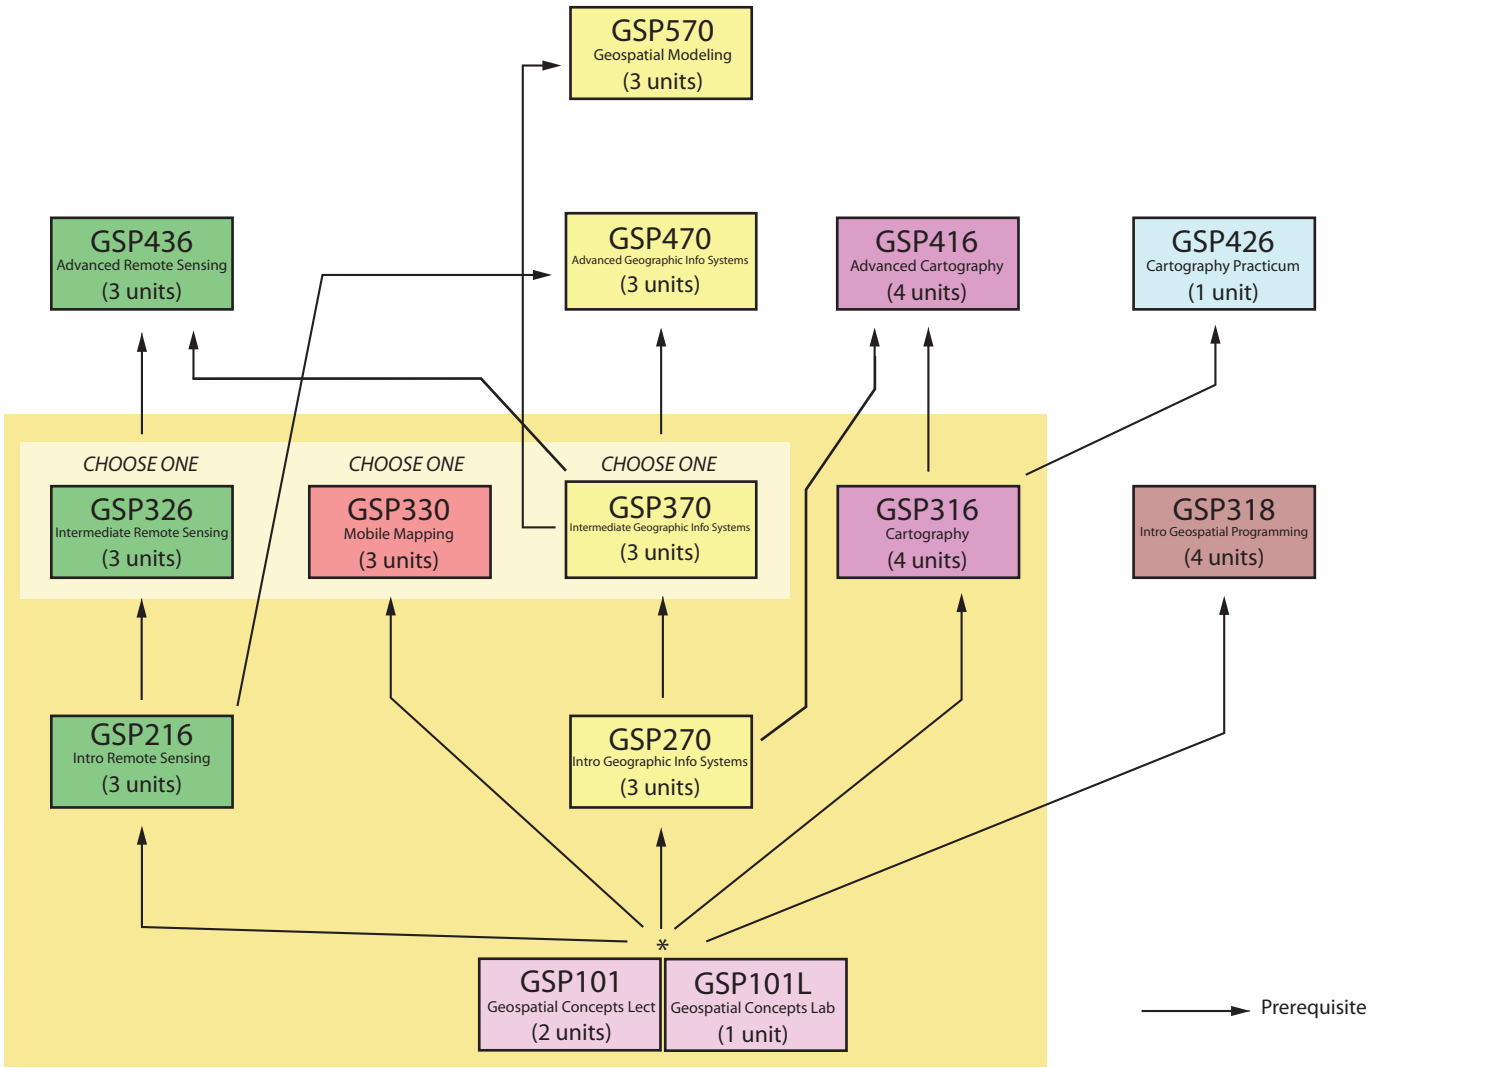 GSP570
Geospatial Modeling
(3 units)
GSP436
Advanced Remote Sensing
(3 units)
GSP470
Advanced Geographic Info Systems
(3 units)
GSP416
Advanced Cartography
(4 units)
GSP426
Cartography Practicum
(1 unit)
CHOOSE ONE
CHOOSE ONE
CHOOSE ONE
GSP326
Intermediate Remote Sensing
(3 units)
GSP330
Mobile Mapping
(3 units)
GSP370
Intermediate Geographic Info Systems
(3 units)
GSP316
Cartography
(4 units)
GSP318
Intro Geospatial Programming
(4 units)
GSP216
Intro Remote Sensing
(3 units)
GSP270
Intro Geographic Info Systems
(3 units)
*
GSP101
Geospatial Concepts Lect
(2 units)
GSP101L
Geospatial Concepts Lab
(1 unit)
Prerequisite